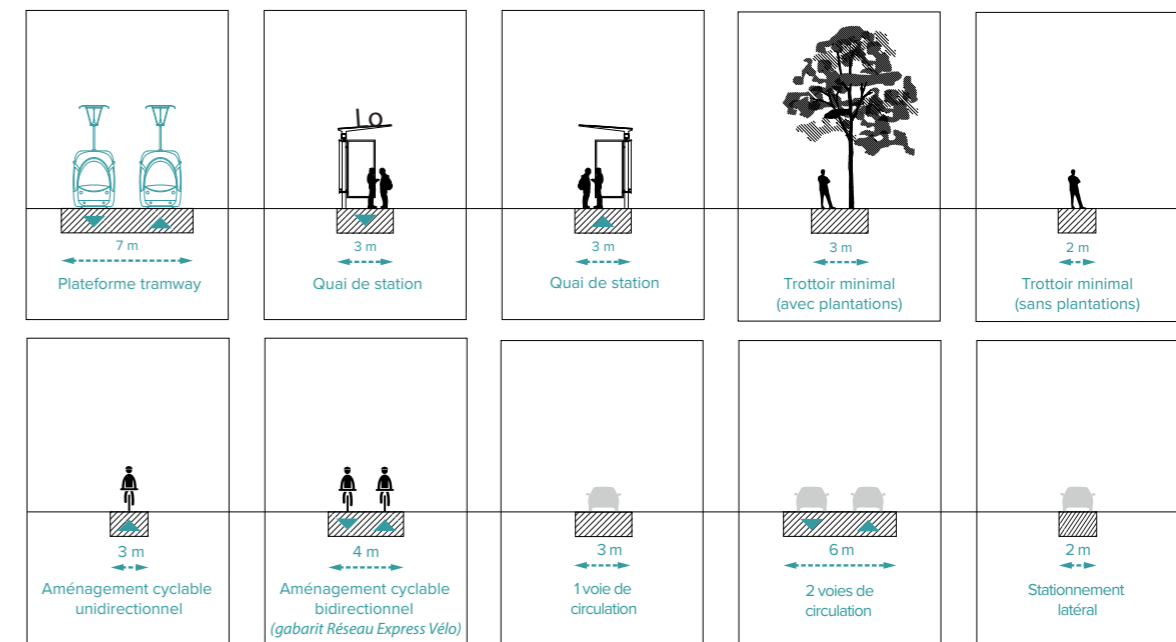 lo
7 m
Plateforme tramway
3 m
Quai de station
3 m
Quai de station
3 m
Trottoir minimal
(avec plantations)
2 m
Trottoir minimal
(sans plantations)
3 m
Aménagement cyclable
unidirectionnel
4 m
Aménagement cyclable
bidirectionnel
(gabarit Réseau Express Vélo)
3 m
1 voie de
circulation
6 m
2 voies de
circulation
2 m
Stationnement
latéral